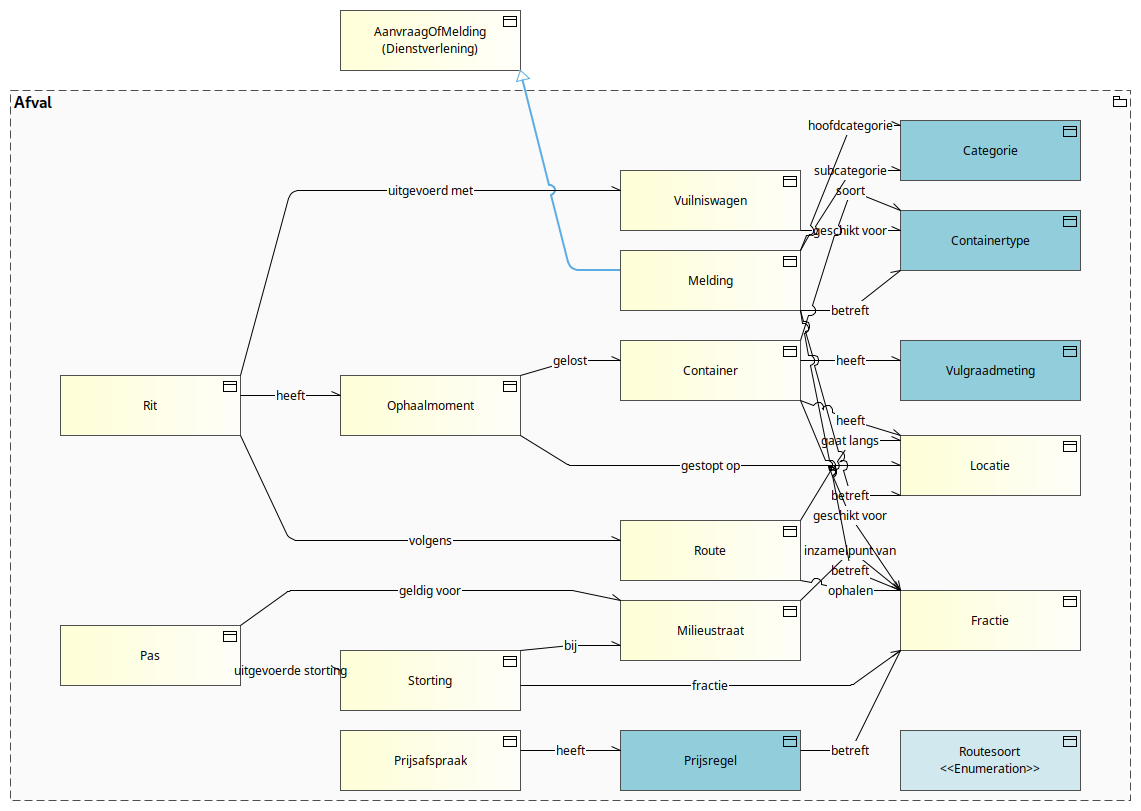 AanvraagOfMelding
(Dienstverlening)
Afval
hoofdcategorie
Categorie
subcategorie
soort
uitgevoerd met
Vuilniswagen
geschikt voor
Containertype
Melding
betreft
gelost
Container
heeft
Vulgraadmeting
Rit
heeft
Ophaalmoment
heeft
gaat langs
gestopt op
Locatie
betreft
geschikt voor
volgens
Route
inzamelpunt van
betreft
geldig voor
ophalen
Fractie
Milieustraat
Pas
bij
uitgevoerde storting
Storting
fractie
Prijsafspraak
heeft
Prijsregel
betreft
Routesoort
<<Enumeration>>